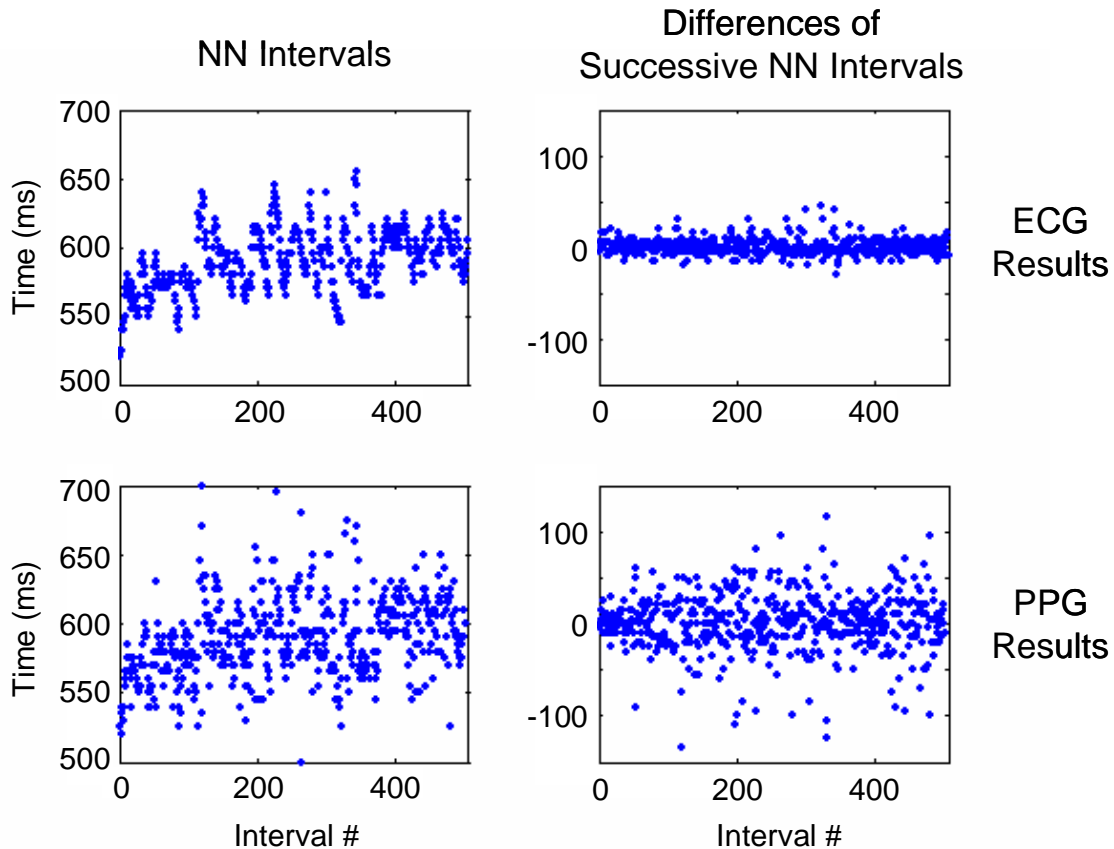 NN Intervals
Differences of
Successive NN Intervals
Time (ms)
700
650
600
550
500
0
200
400
100
0
-100
0
200
400
ECG
Results
Time (ms)
700
650
600
550
500
0
200
400
Interval #
100
0
-100
0
200
400
Interval #
PPG
Results